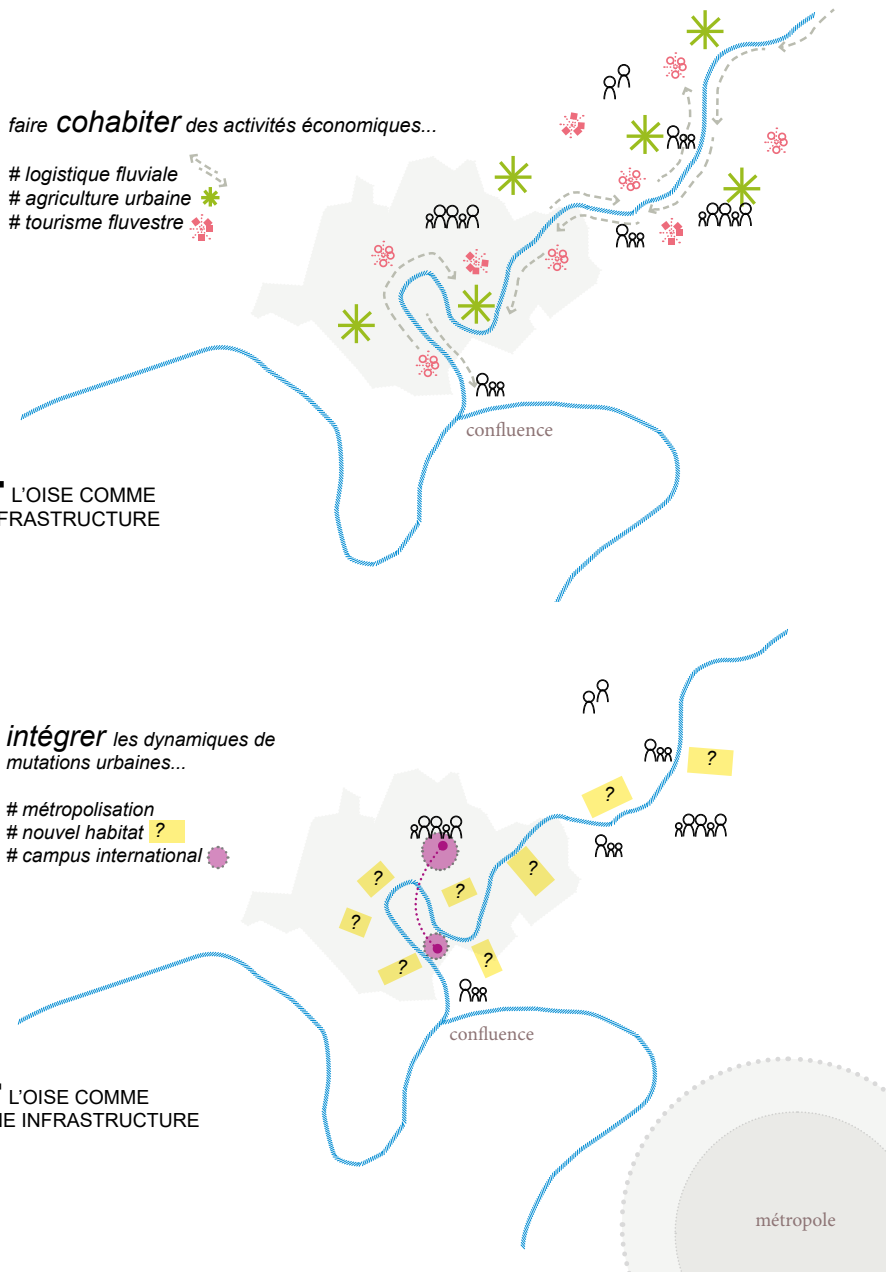 faire cohabiter des activités économiques...
# logistique fluviale
# agriculture urbaine
# tourisme fluvestre
confluence
L'OISE COMME
FRASTRUCTURE
intégrer les dynamiques de
mutations urbaines...
# métropolisation
# nouvel habitat ?
# campus international
?
?
?
?
?
?
?
?
?
confluence
L'OISE COMME
NE INFRASTRUCTURE
métropole